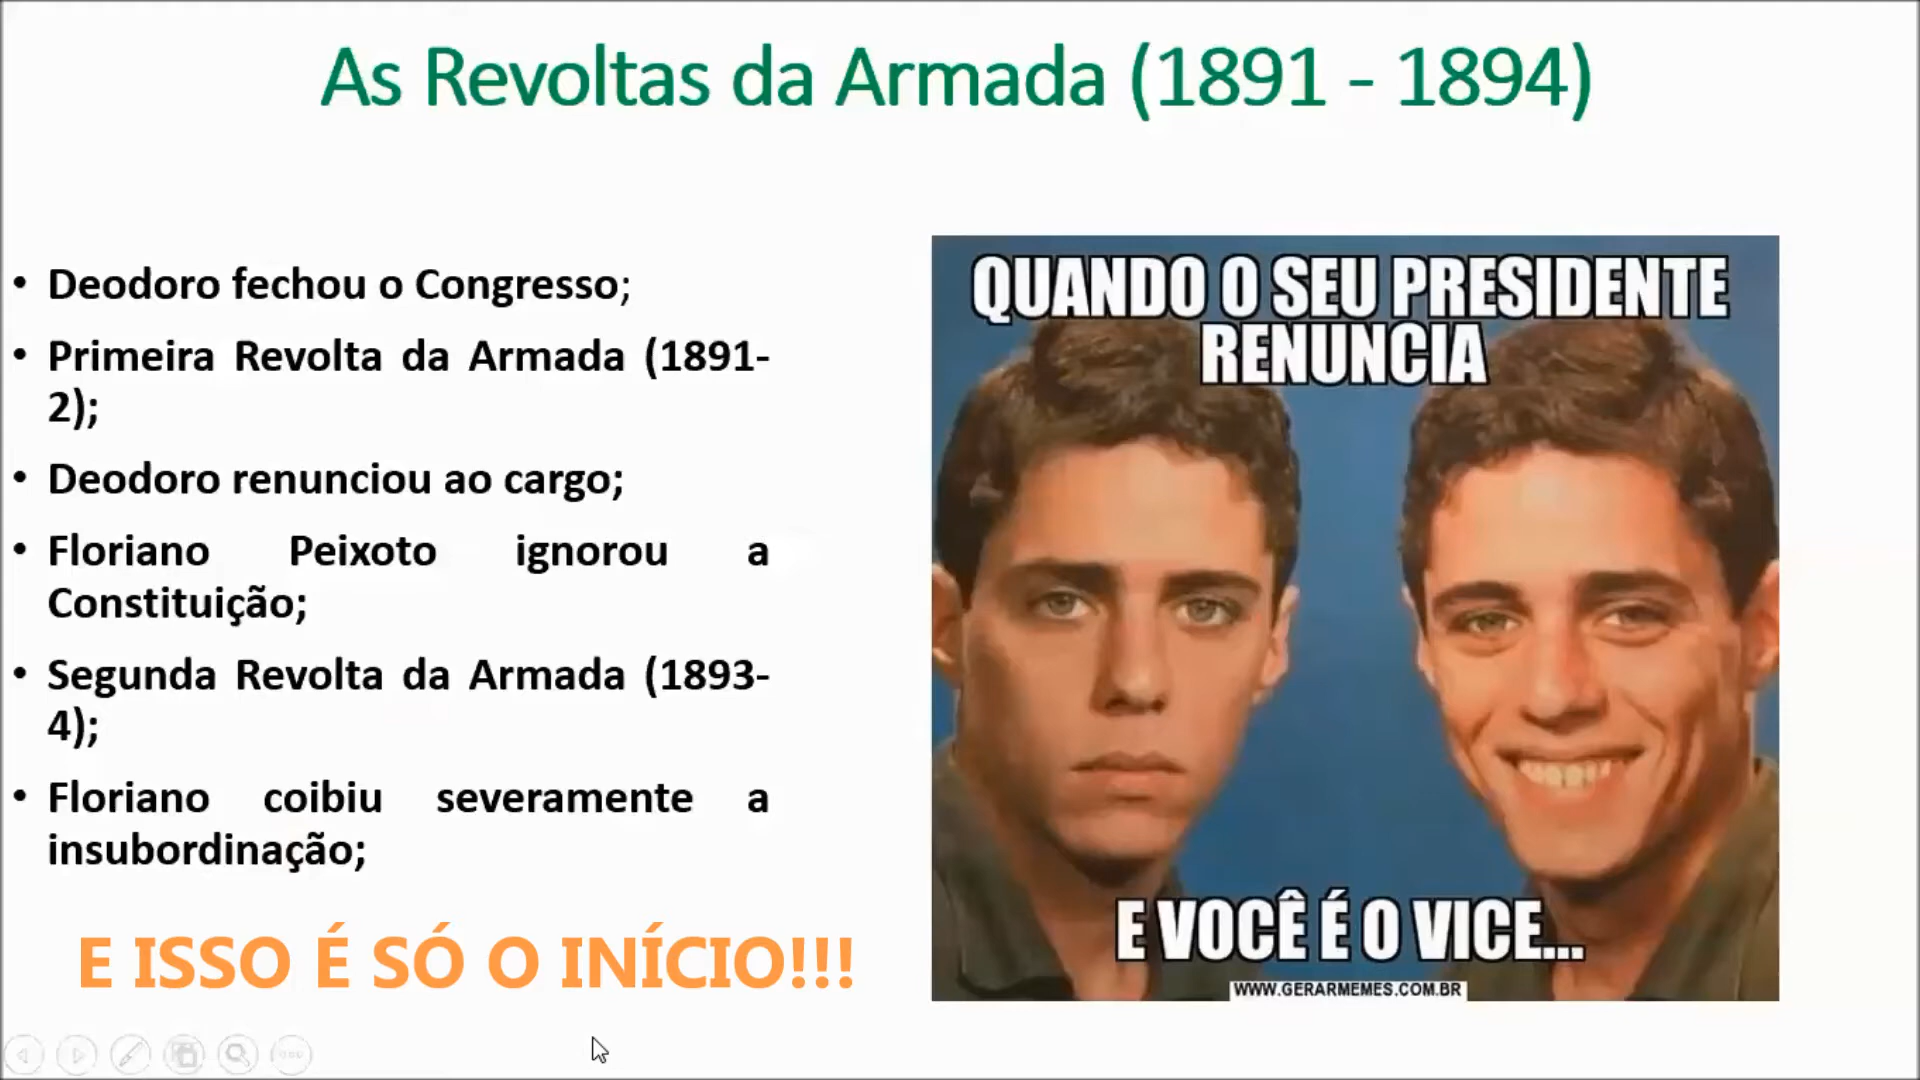 As Revoltas da Armada (1891 - 1894)
• Deodoro fechou o Congresso;
• Primeira Revolta da Armada (1891-
2);
• Deodoro renunciou ao cargo;
• Floriano Peixoto ignorou a
Constituição;
• Segunda Revolta da Armada (1893-
4);
• Floriano coibiu severamente a
insubordinação;
E ISSO É SÓ O INÍCIO!!!
QUANDO O SEU PRESIDENTE
RENUNCIA
E VOCÊ É O VICE...
WWW.GERARMEMES.COM.BR